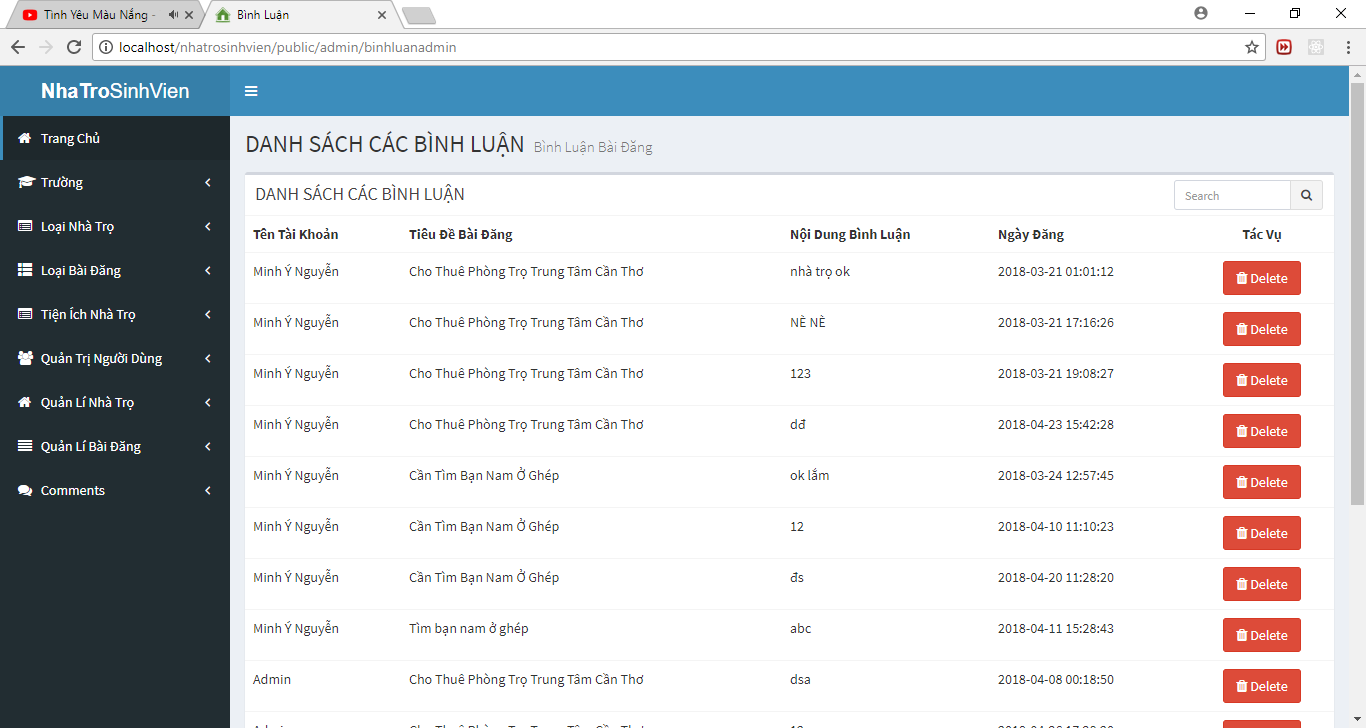 Tình Yêu Màu Nắng -
Bình Luận
localhost/nhatrosinhvien/public/admin/binhluanadmin
NhaTroSinhVien
Trang Chủ
Trường
Loại Nhà Trọ
Loại Bài Đăng
Tiện Ích Nhà Trọ
Quản Trị Người Dùng
Quản Lí Nhà Trọ
Quản Lí Bài Đăng
Comments
DANH SÁCH CÁC BÌNH LUẬN Bình Luận Bài Đăng
DANH SÁCH CÁC BÌNH LUẬN Search
Tên Tài Khoản Tiêu Đề Bài Đăng Nội Dung Bình Luận Ngày Đăng Tác Vụ
Minh Ý Nguyễn Cho Thuê Phòng Trọ Trung Tâm Cần Thơ nhà trọ ok 2018-03-21 01:01:12 Delete
Minh Ý Nguyễn Cho Thuê Phòng Trọ Trung Tâm Cần Thơ NÈ NÈ 2018-03-21 17:16:26 Delete
Minh Ý Nguyễn Cho Thuê Phòng Trọ Trung Tâm Cần Thơ 123 2018-03-21 19:08:27 Delete
Minh Ý Nguyễn Cho Thuê Phòng Trọ Trung Tâm Cần Thơ dđ 2018-04-23 15:42:28 Delete
Minh Ý Nguyễn Cần Tìm Bạn Nam Ở Ghép ok lắm 2018-03-24 12:57:45 Delete
Minh Ý Nguyễn Cần Tìm Bạn Nam Ở Ghép 12 2018-04-10 11:10:23 Delete
Minh Ý Nguyễn Cần Tìm Bạn Nam Ở Ghép đs 2018-04-20 11:28:20 Delete
Minh Ý Nguyễn Tìm bạn nam ở ghép abc 2018-04-11 15:28:43 Delete
Admin Cho Thuê Phòng Trọ Trung Tâm Cần Thơ dsa 2018-04-08 00:18:50 Delete